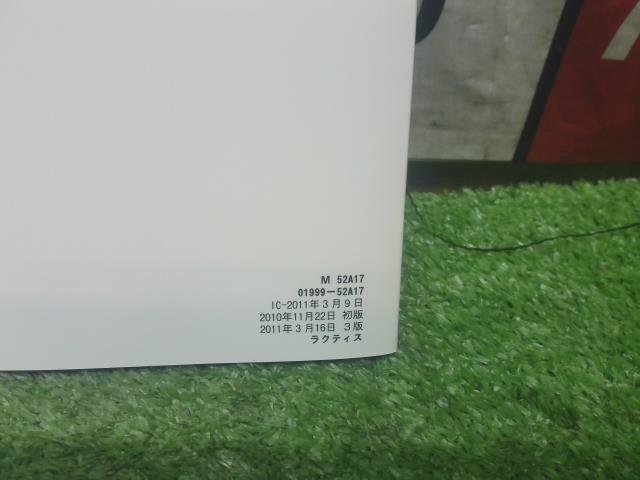 M 52A17
01999−52A17
IC-2011年3月9日
2010年11月22日 初版
2011年3月16日 3版
ラクティス